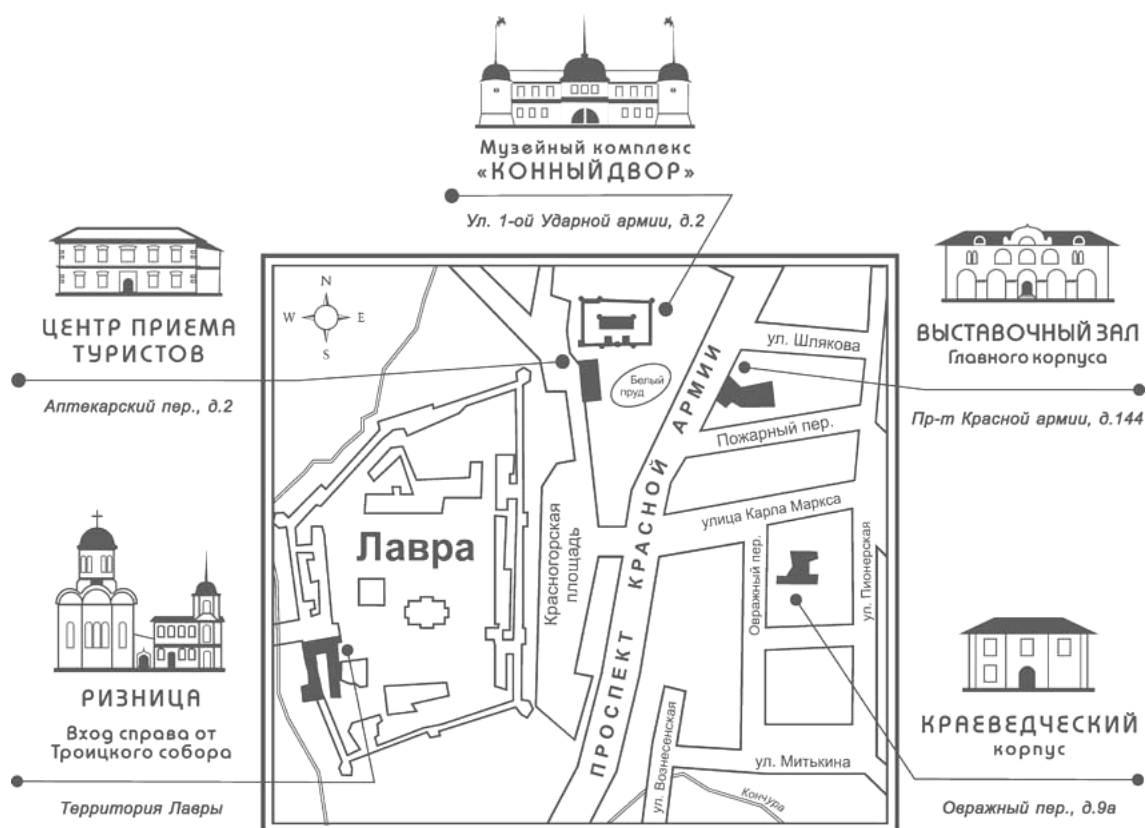 Музейный комплекс
«КОННЫЙ ДВОР»
Ул. 1-ой Ударной армии, д.2
ЦЕНТР ПРИЕМА
ТУРИСТОВ
Аптекарский пер., д.2
ВЫСТАВОЧНЫЙ ЗАЛ
Главного корпуса
Пр-т Красной армии, д.144
РИЗНИЦА
Вход справа от
Троицкого собора
Территория Лавры
КРАЕВЕДЧЕСКИЙ
корпус
Овражный пер., д.9а
N
W E
S
Белый
пруд
ул. Шлякова
Пожарный пер.
улица Карла Маркса
Лавра
Красногорская
площадь
ПРОСПЕКТ КРАСНОЙ АРМИИ
Овражный пер.
ул. Пионерская
ул. Вознесенская
ул. Митькина
Кончура